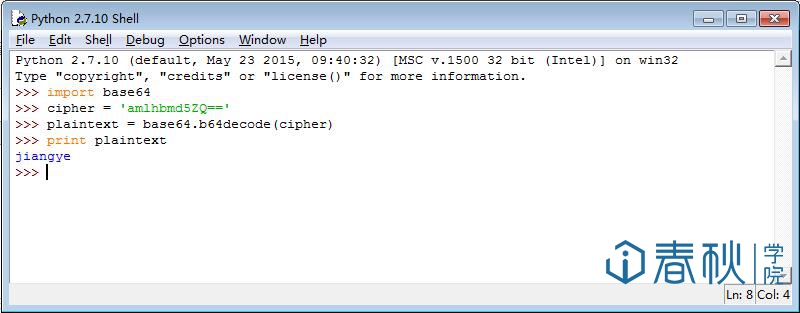 Python 2.7.10 Shell
File Edit Shell Debug Options Window Help
Python 2.7.10 (default, May 23 2015, 09:40:32) [MSC v.1500 32 bit (Intel)] on win32
Type "copyright", "credits" or "license()" for more information.
>>> import base64
>>> cipher = 'amlhbmd5ZQ=='
>>> plaintext = base64.b64decode(cipher)
>>> print plaintext
jiangye
>>>
春秋学院
Ln: 8 Col: 4